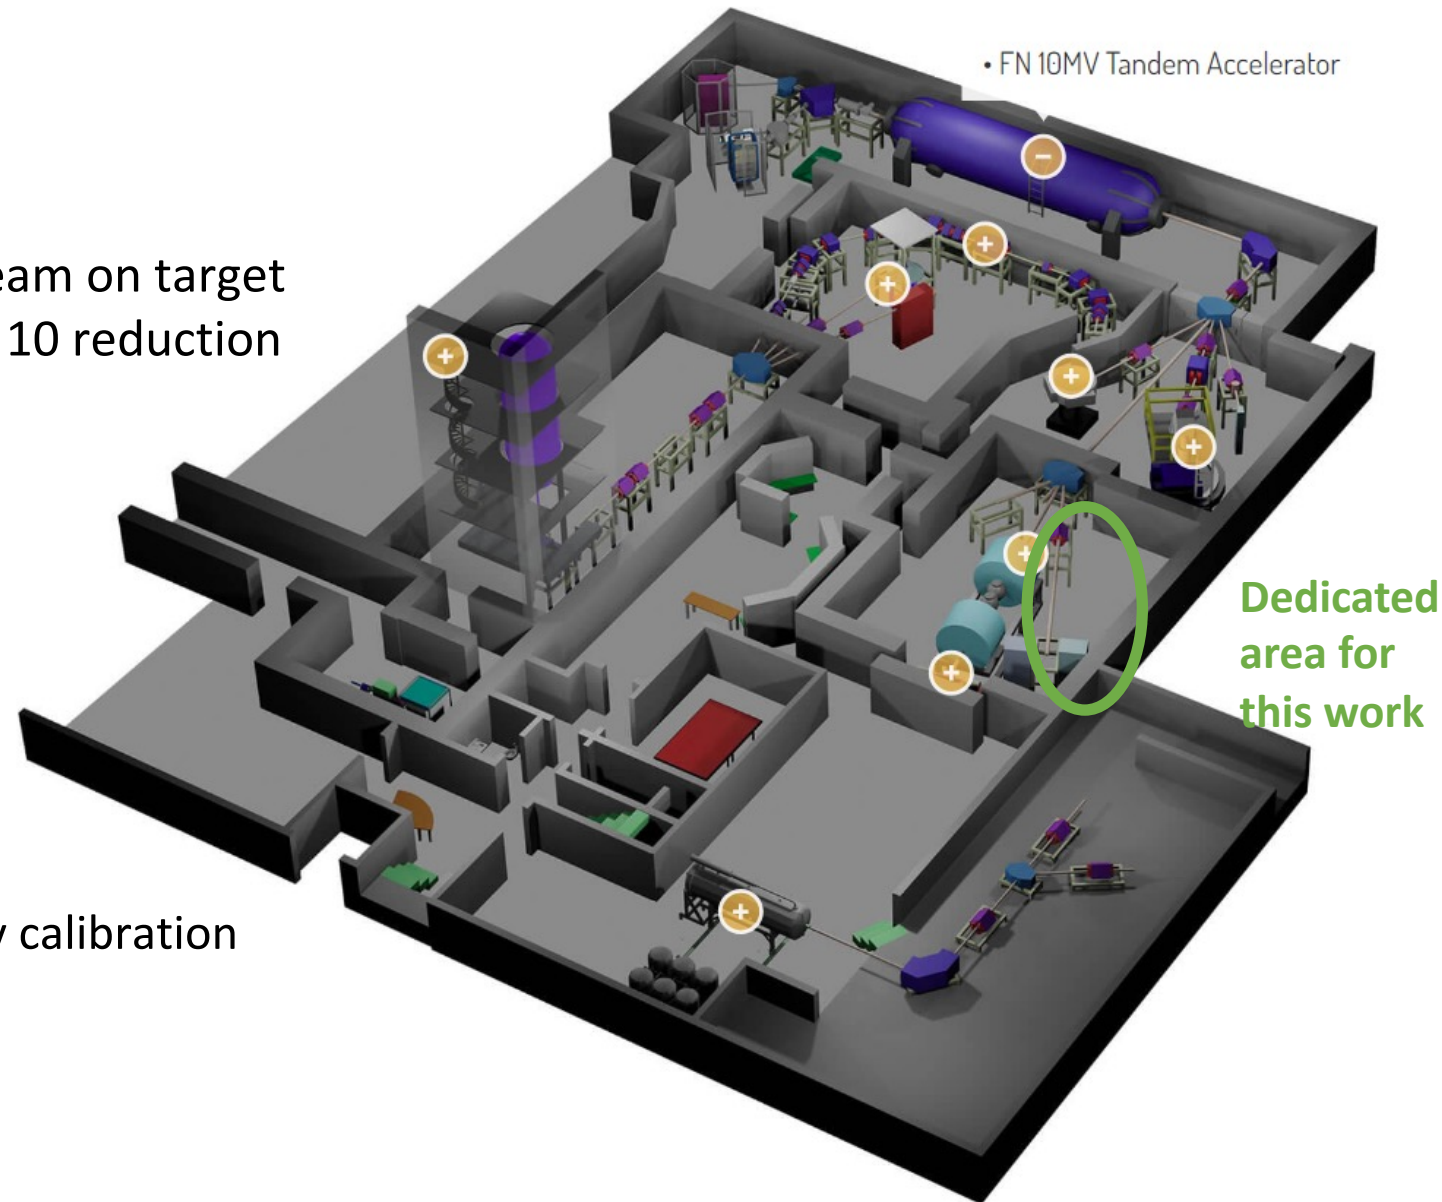 • FN 10MV Tandem Accelerator
eam on target
10 reduction
Dedicated
area for
this work
calibration